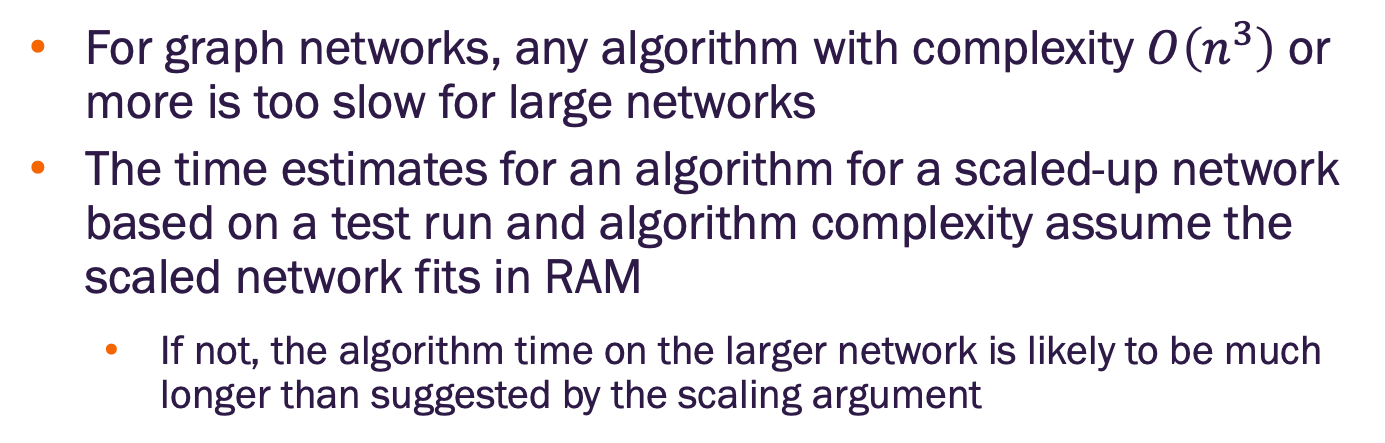 • For graph networks, any algorithm with complexity O(n³) or
more is too slow for large networks
• The time estimates for an algorithm for a scaled-up network
based on a test run and algorithm complexity assume the
scaled network fits in RAM
• If not, the algorithm time on the larger network is likely to be much
longer than suggested by the scaling argument